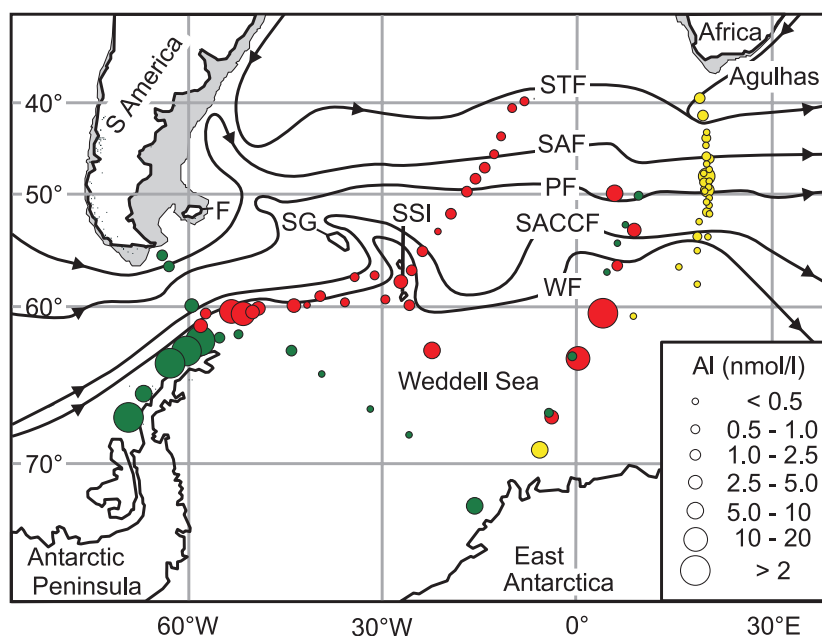 Africa
S America
Agulhas
STF
40°
SAF
50°
PF
F
SG
SSI
SACCF
WF
60°
Weddell Sea
Al (nmol/l)
< 0.5
0.5 - 1.0
1.0 - 2.5
2.5 - 5.0
5.0 - 10
10 - 20
> 2
70°
Antarctic
Peninsula
East
Antarctica
60°W
30°W
0°
30°E